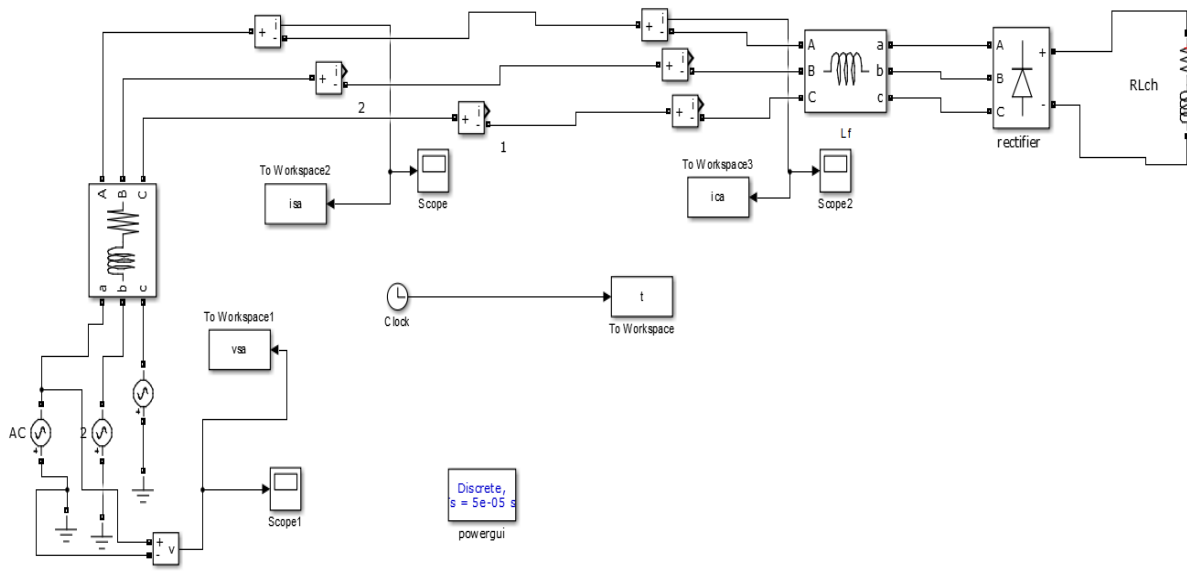 + i -
+ i -
+ i -
2
+ i -
1
+ i -
+ i -
A B C
a b c
Lf
A B C
+
-
rectifier
RLch
To Workspace2
isa
Scope
To Workspace3
ica
Scope2
A B C
a b c
Clock
t
To Workspace
To Workspace1
vsa
AC
+
2
+
+
Scope1
+ v -
Discrete,
s = 5e-05 s
powergui